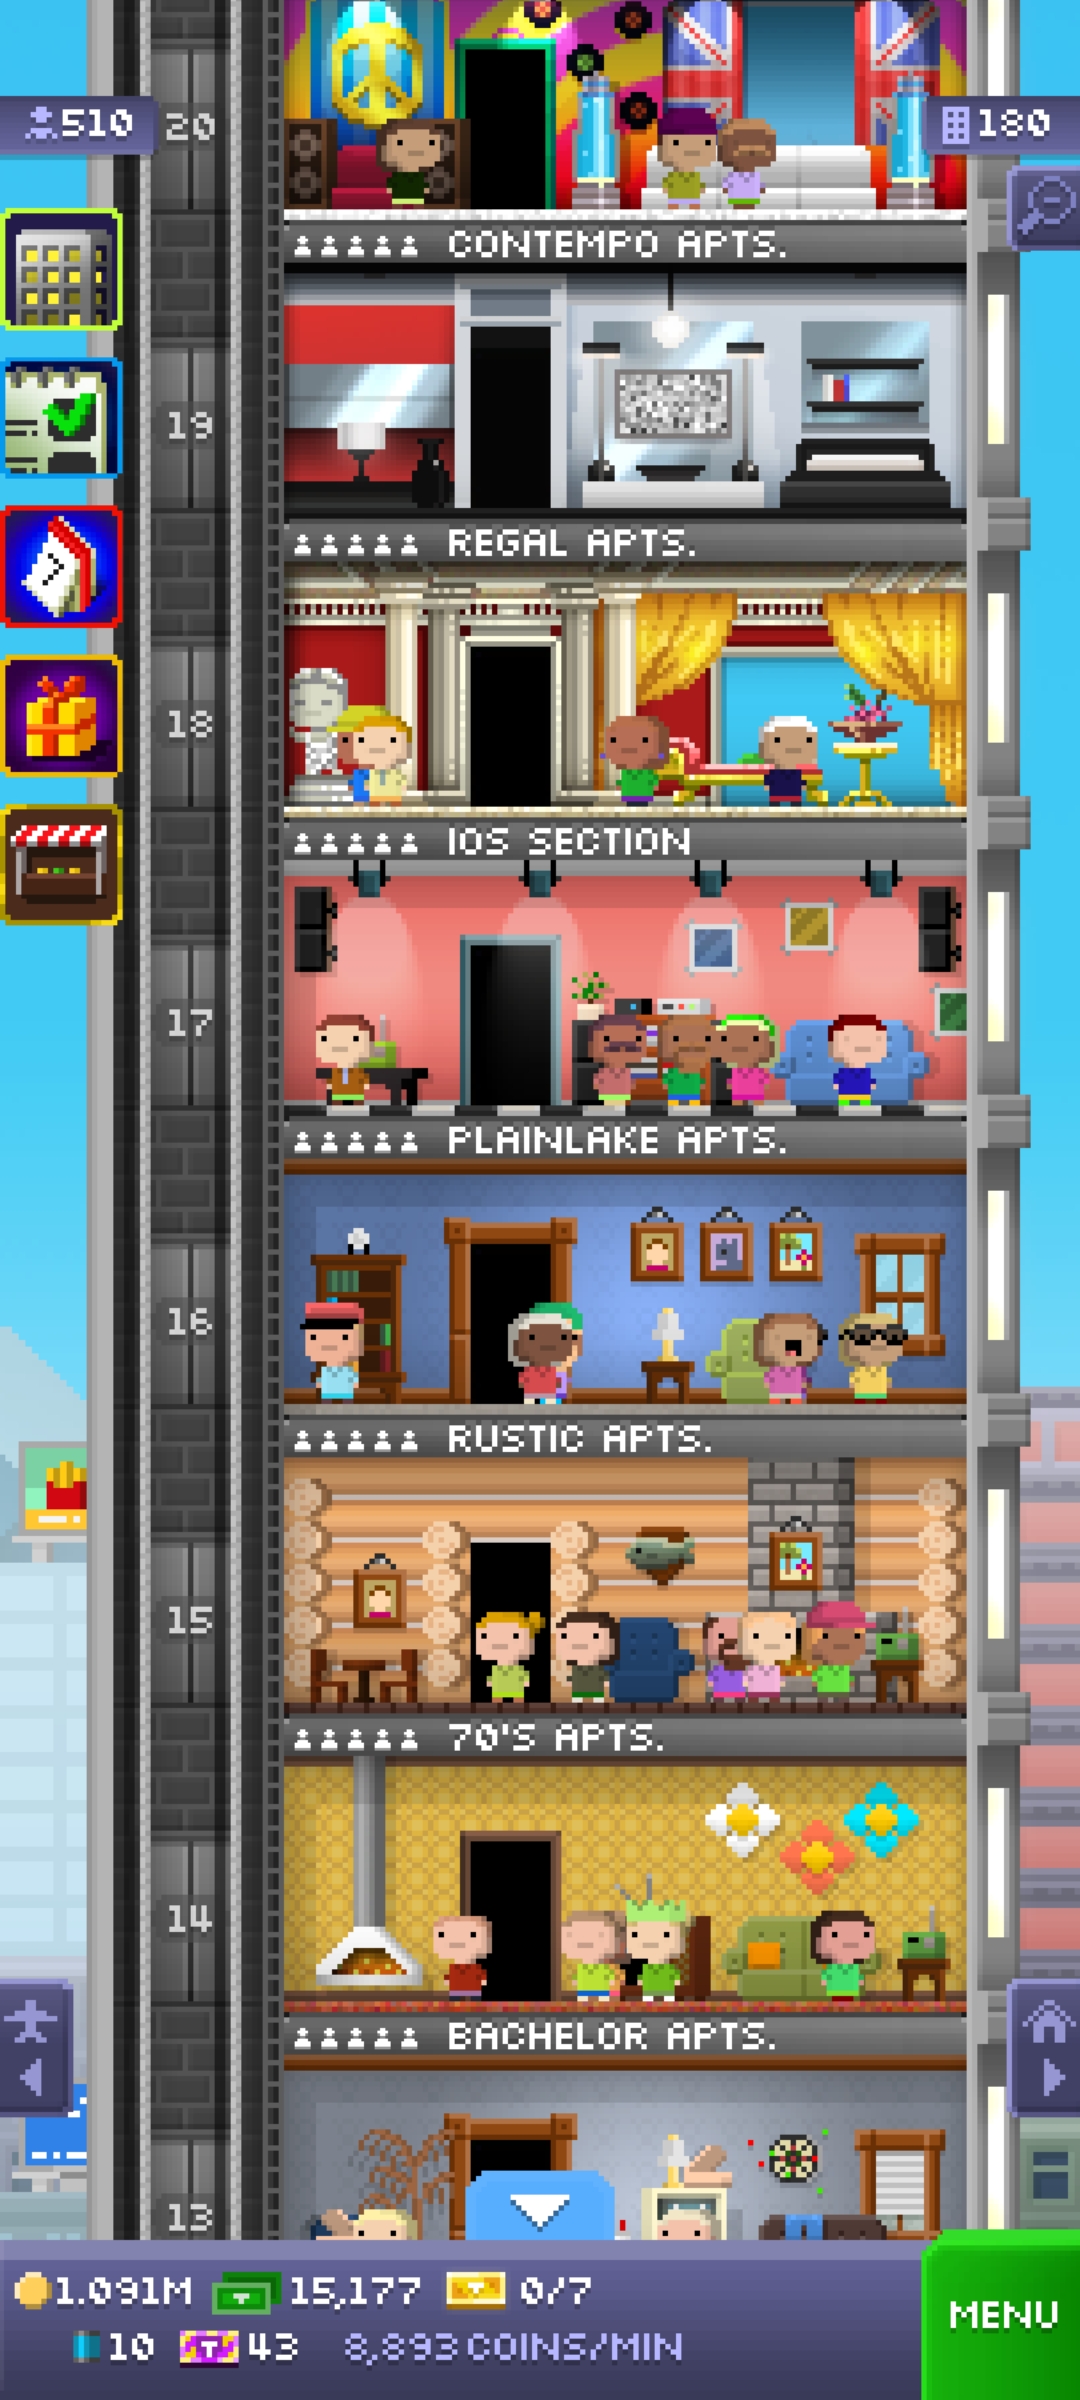 510
20
180
CONTEMPO APTS.
19
REGAL APTS.
7
18
IOS SECTION
17
PLAINLAKE APTS.
16
RUSTIC APTS.
15
70'S APTS.
14
BACHELOR APTS.
13
1.091M 15,177 0/7
10 T 43 8,893 COINS/MIN
MENU